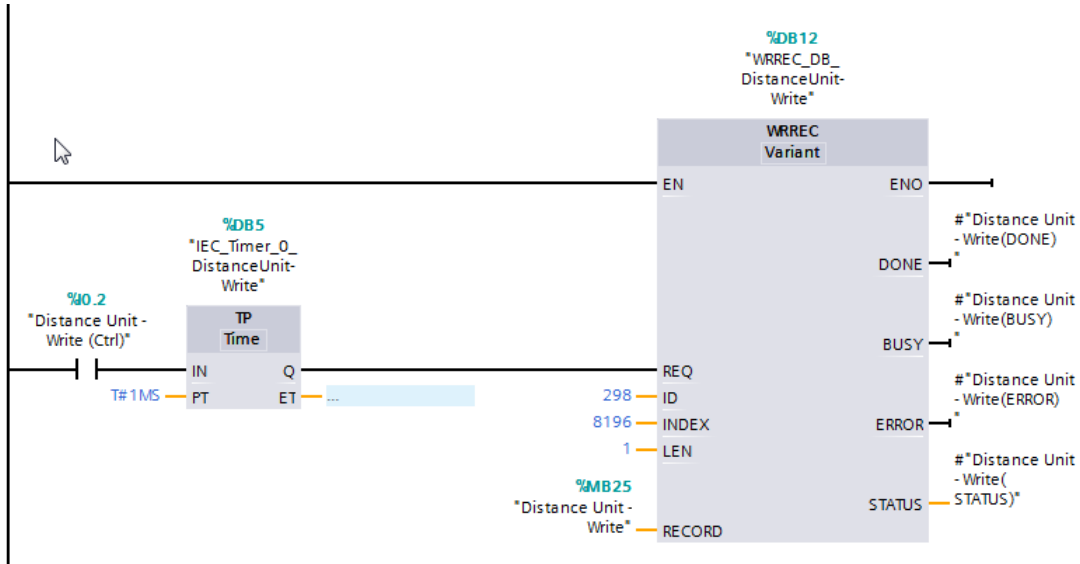 %DB12
"WRREC_DB_
DistanceUnit-
Write"
WRREC
Variant
EN
ENO
%DB5
"IEC_Timer_0_
DistanceUnit-
Write"
#"Distance Unit
- Write(DONE)
"
DONE
%I0.2
"Distance Unit -
Write (Ctrl)"
TP
Time
#"Distance Unit
- Write(BUSY)
"
BUSY
IN
Q
REQ
T#1MS
PT
ET
...
298
ID
#"Distance Unit
- Write(ERROR)
"
8196
INDEX
ERROR
1
LEN
#"Distance Unit
- Write(
STATUS)"
%MB25
"Distance Unit -
Write"
STATUS
RECORD